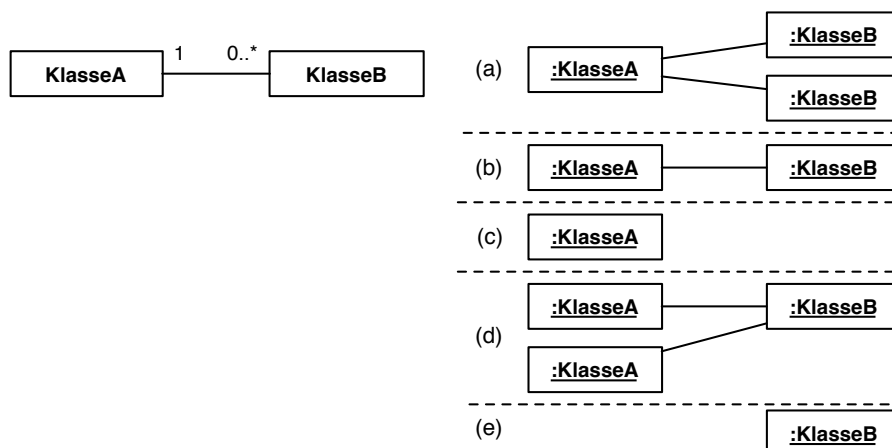 1 0..*
KlasseA KlasseB
(a) :KlasseA :KlasseB
:KlasseB
(b) :KlasseA :KlasseB
(c) :KlasseA
(d) :KlasseA :KlasseB
:KlasseA
(e) :KlasseB